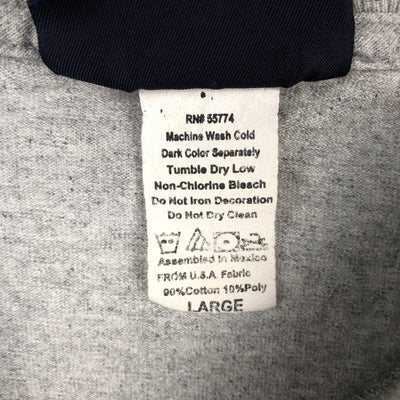 RN# 55774
Machine Wash Cold
Dark Color Separately
Tumble Dry Low
Non-Chlorine Bleach
Do Not Iron Decoration
Do Not Dry Clean
Assembled in Mexico
FROM U.S.A. Fabric
90%Cotton 10%Poly
LARGE